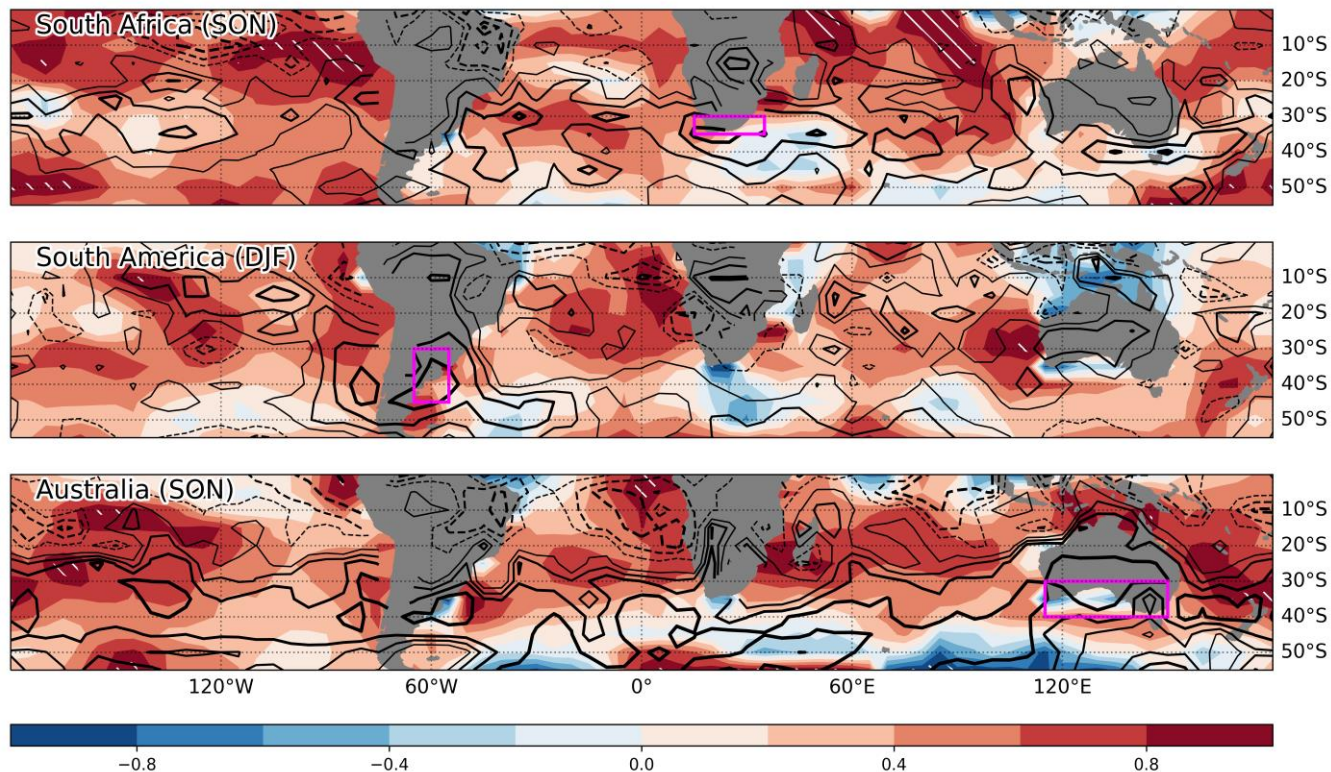 South Africa (SON)
10°S
20°S
30°S
40°S
50°S
South America (DJF)
10°S
20°S
30°S
40°S
50°S
Australia (SON)
10°S
20°S
30°S
40°S
50°S
120°W 60°W 0° 60°E 120°E
−0.8 −0.4 0.0 0.4 0.8